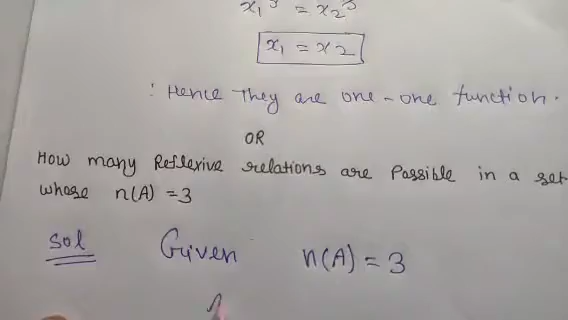 x₁³ = x₂³
x₁ = x2
: Hence They are one-one function.
OR
How many Reflexive relations are Possible in a set
whose n(A) = 3
Sol Given n(A) = 3